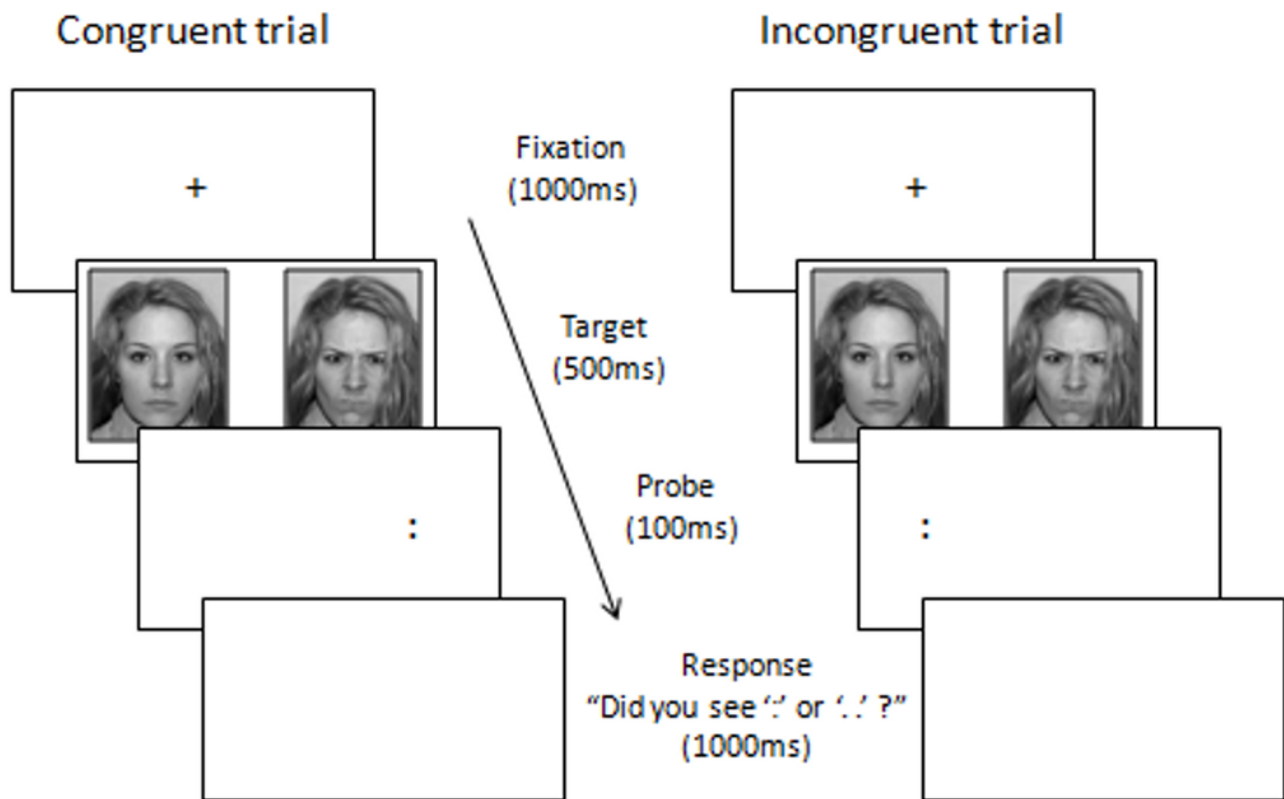 Congruent trial
Incongruent trial
+
Fixation
(1000ms)
+
Target
(500ms)
Probe
(100ms)
:
:
Response
“Did you see ‘:’ or ‘. .’ ?”
(1000ms)